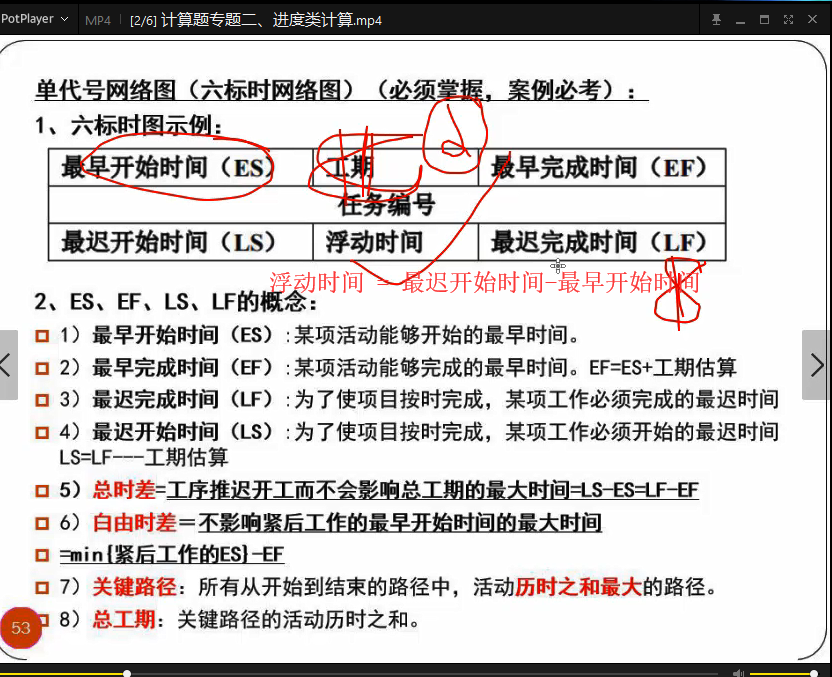 PotPlayer MP4 [2/6] 计算题专题二、进度类计算.mp4
单代号网络图（六标时网络图）（必须掌握，案例必考）：
1、六标时图示例：
最早开始时间（ES） 工期 最早完成时间（EF）
任务编号
最迟开始时间（LS） 浮动时间 最迟完成时间（LF）
浮动时间 = 最迟开始时间-最早开始时间
2、ES、EF、LS、LF的概念：
1）最早开始时间（ES）:某项活动能够开始的最早时间。
2）最早完成时间（EF）:某项活动能够完成的最早时间。EF=ES+工期估算
3）最迟完成时间（LF）:为了使项目按时完成，某项工作必须完成的最迟时间
4）最迟开始时间（LS）:为了使项目按时完成，某项工作必须开始的最迟时间
LS=LF---工期估算
5）总时差=工序推迟开工而不会影响总工期的最大时间=LS-ES=LF-EF
6）自由时差＝不影响紧后工作的最早开始时间的最大时间
=min{紧后工作的ES}-EF
7）关键路径：所有从开始到结束的路径中，活动历时之和最大的路径。
8）总工期：关键路径的活动历时之和。
53